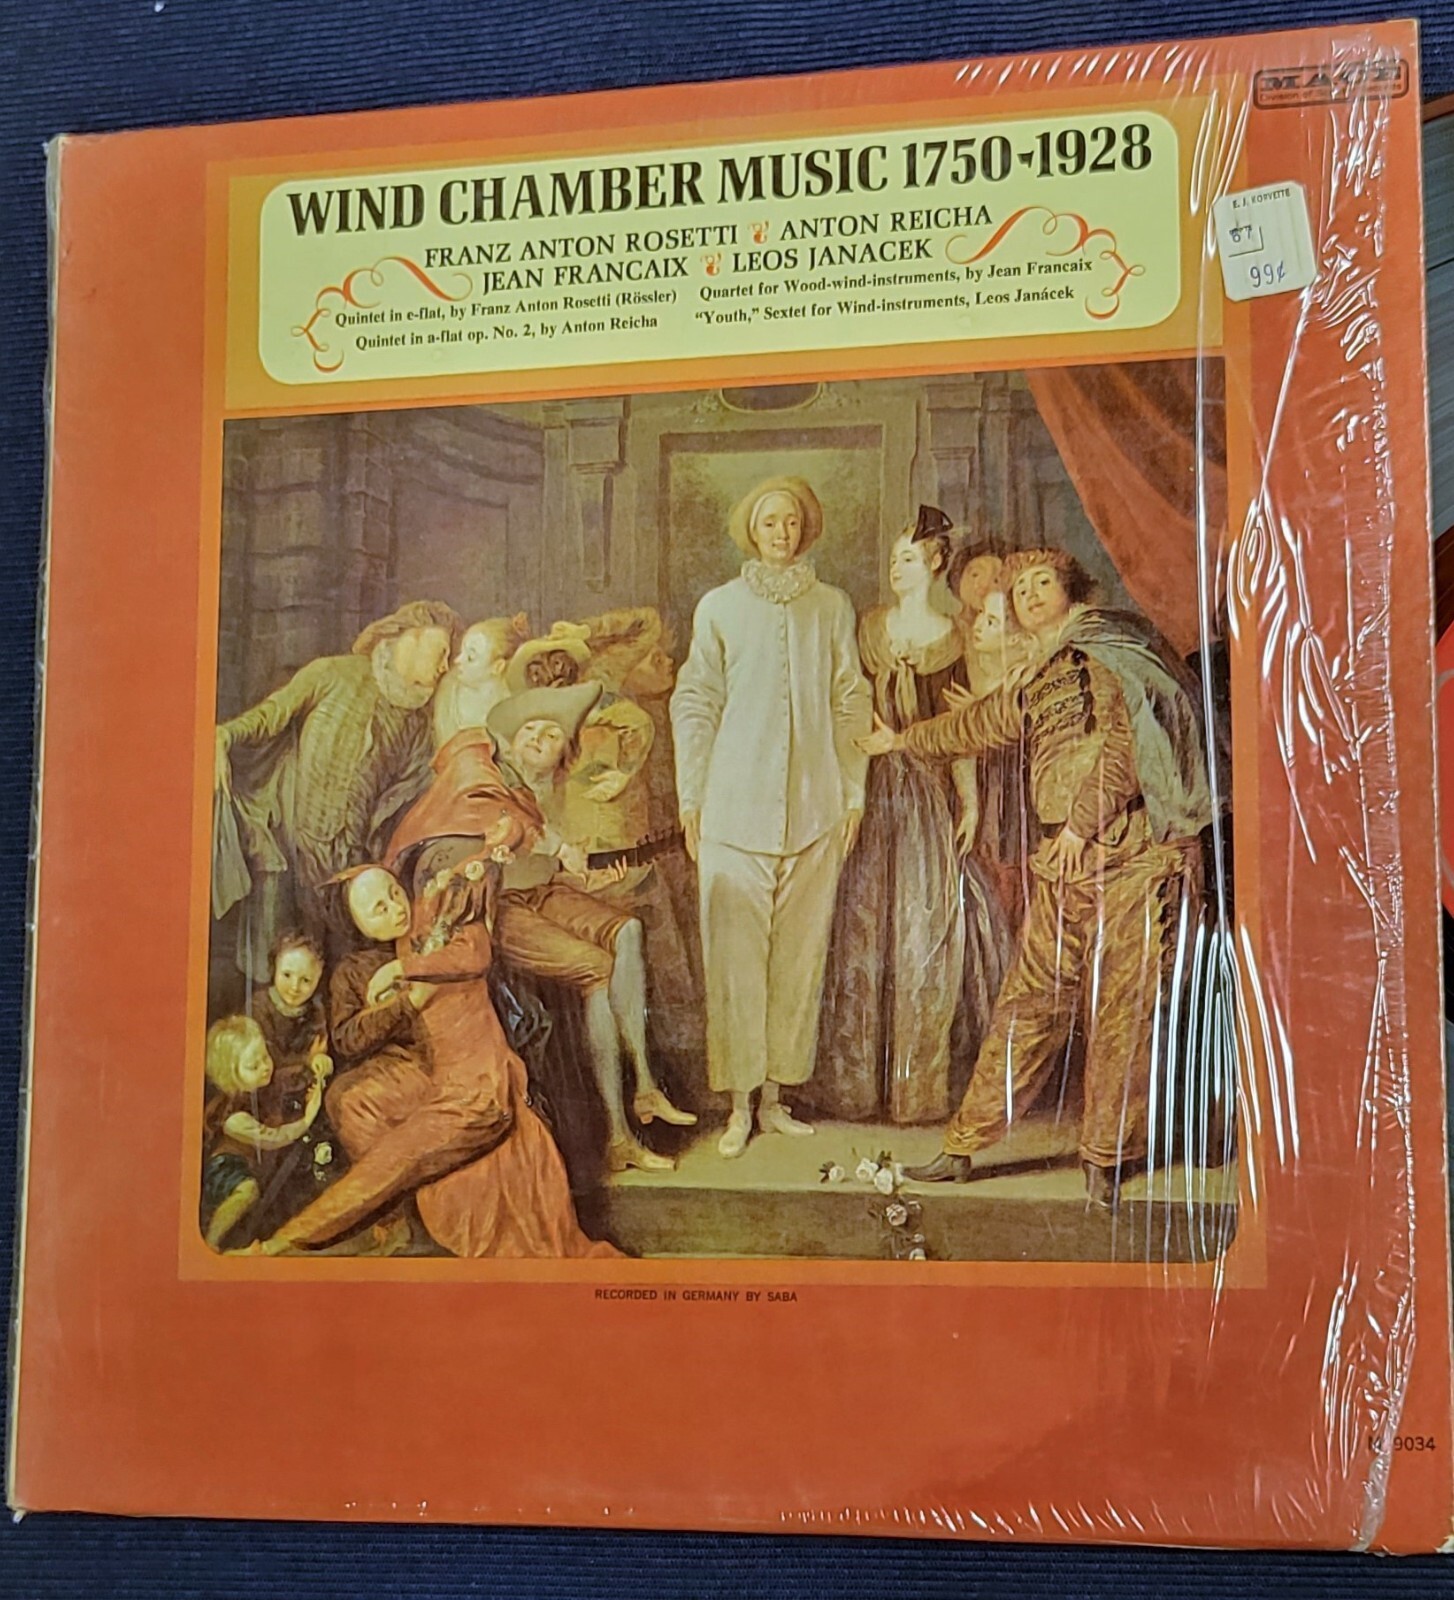 MACE
WIND CHAMBER MUSIC 1750-1928
FRANZ ANTON ROSETTI ANTON REICHA
JEAN FRANCAIX LEOS JANACEK
Quintet in e-flat, by Franz Anton Rosetti (Rössler)
Quintet in a-flat op. No. 2, by Anton Reicha
Quartet for Wood-wind-instruments, by Jean Francaix
“Youth,” Sextet for Wind-instruments, Leos Janácek
E. J. KORVETTE
87
99¢
RECORDED IN GERMANY BY SABA
9034